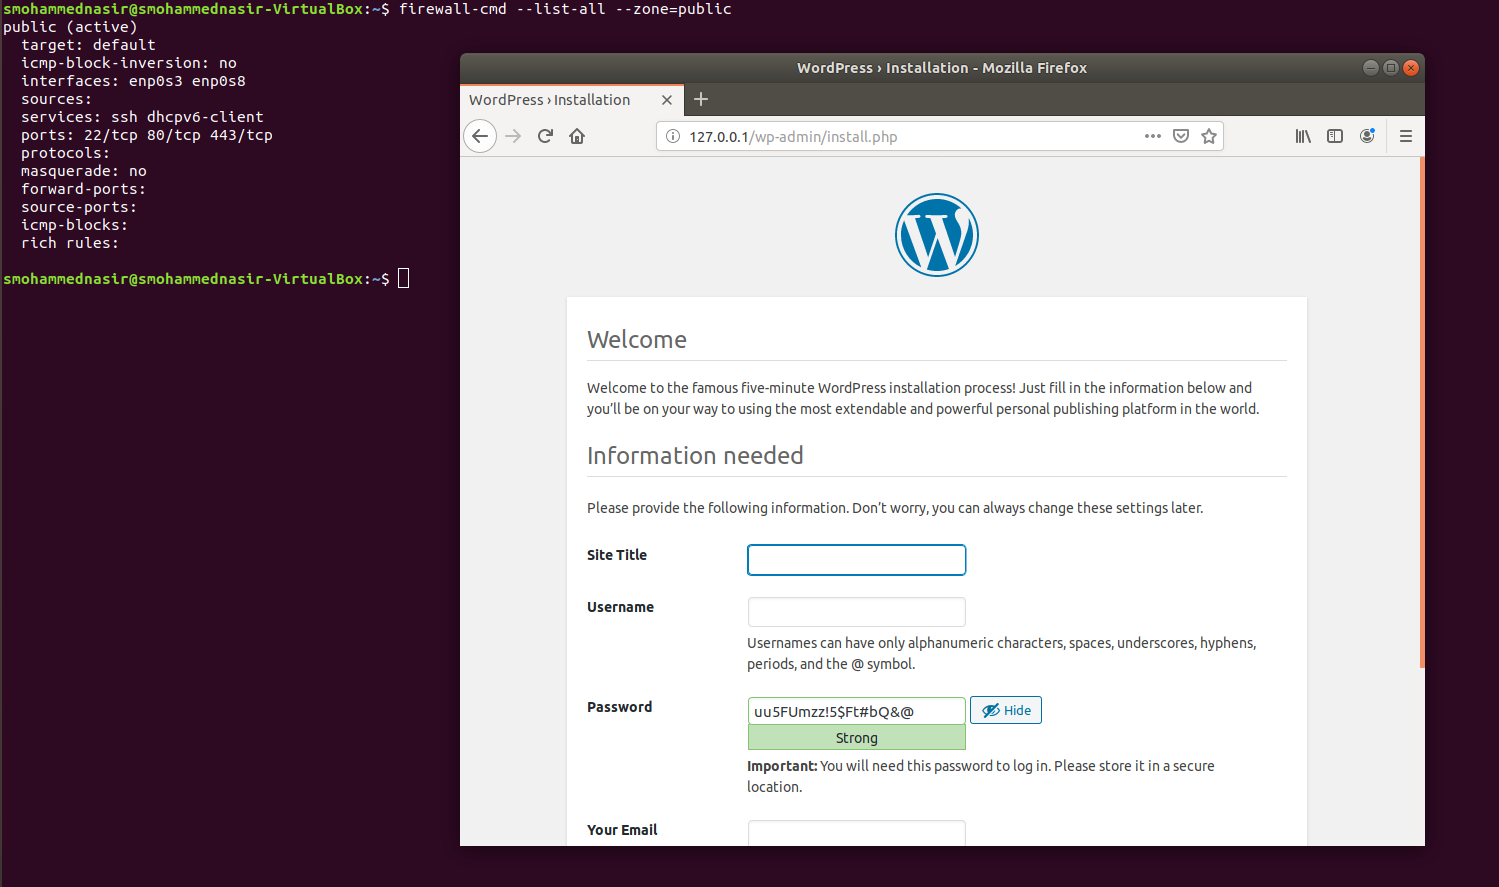 smohammednasir@smohammednasir-VirtualBox:~$ firewall-cmd --list-all --zone=public
public (active)
  target: default
  icmp-block-inversion: no
  interfaces: enp0s3 enp0s8
  sources:
  services: ssh dhcpv6-client
  ports: 22/tcp 80/tcp 443/tcp
  protocols:
  masquerade: no
  forward-ports:
  source-ports:
  icmp-blocks:
  rich rules:
smohammednasir@smohammednasir-VirtualBox:~$
WordPress › Installation - Mozilla Firefox
WordPress › Installation
127.0.0.1/wp-admin/install.php
Welcome
Welcome to the famous five-minute WordPress installation process! Just fill in the information below and
you’ll be on your way to using the most extendable and powerful personal publishing platform in the world.
Information needed
Please provide the following information. Don’t worry, you can always change these settings later.
Site Title
Username
Usernames can have only alphanumeric characters, spaces, underscores, hyphens,
periods, and the @ symbol.
Password
uu5FUmzz!5$Ft#bQ&@
Hide
Strong
Important: You will need this password to log in. Please store it in a secure
location.
Your Email